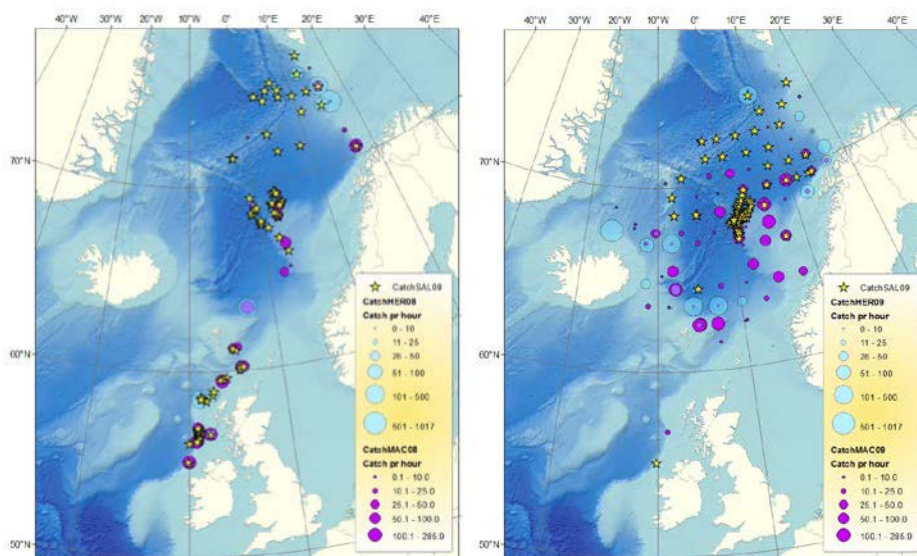 40°W 30°W 20°W 10°W 0° 10°E 20°E 30°E 40°E
70°N
60°N
50°N
CatchSAL08
CatchHER08
Catch pr hour
0 - 10
11 - 25
26 - 50
51 - 100
101 - 500
501 - 1017
CatchMAC08
Catch pr hour
0.1 - 10.0
10.1 - 25.0
25.1 - 50.0
50.1 - 100.0
100.1 - 285.0
40°W 30°W 20°W 10°W 0° 10°E 20°E 30°E 40°E
70°N
60°N
50°N
CatchSAL09
CatchHER09
Catch pr hour
0 - 10
11 - 25
26 - 50
51 - 100
101 - 500
501 - 1017
CatchMAC09
Catch pr hour
0.1 - 10.0
10.1 - 25.0
25.1 - 50.0
50.1 - 100.0
100.1 - 285.0